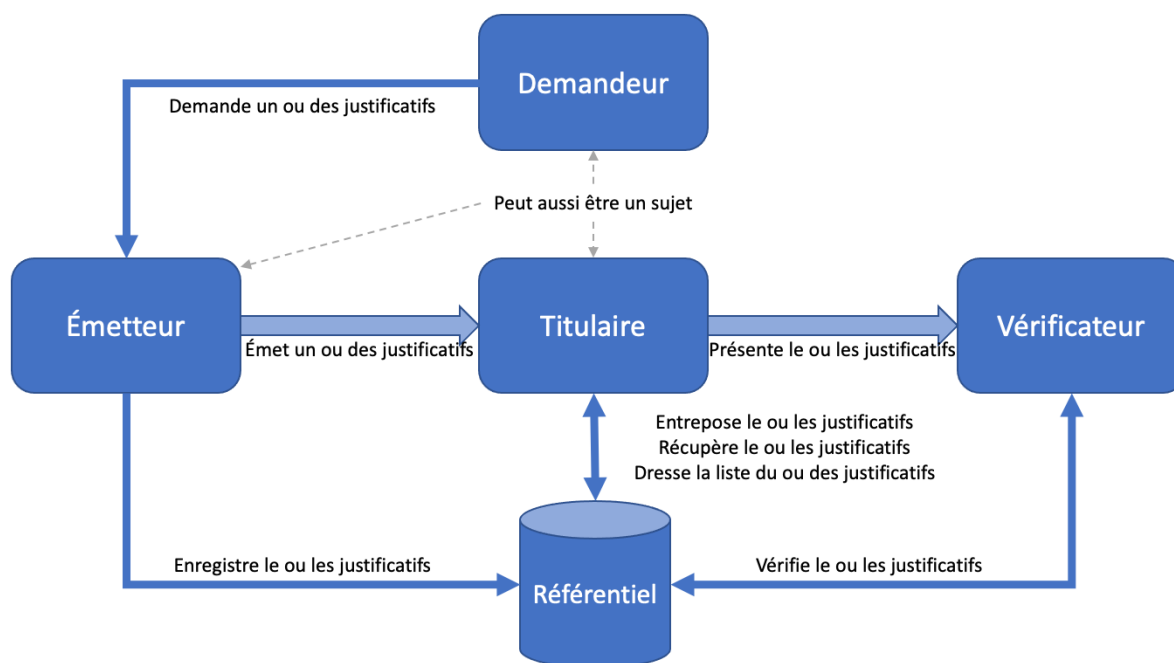 Demandeur
Demande un ou des justificatifs
Peut aussi être un sujet
Émetteur
Titulaire
Vérificateur
Émet un ou des justificatifs
Présente le ou les justificatifs
Entrepose le ou les justificatifs
Récupère le ou les justificatifs
Dresse la liste du ou des justificatifs
Enregistre le ou les justificatifs
Vérifie le ou les justificatifs
Référentiel